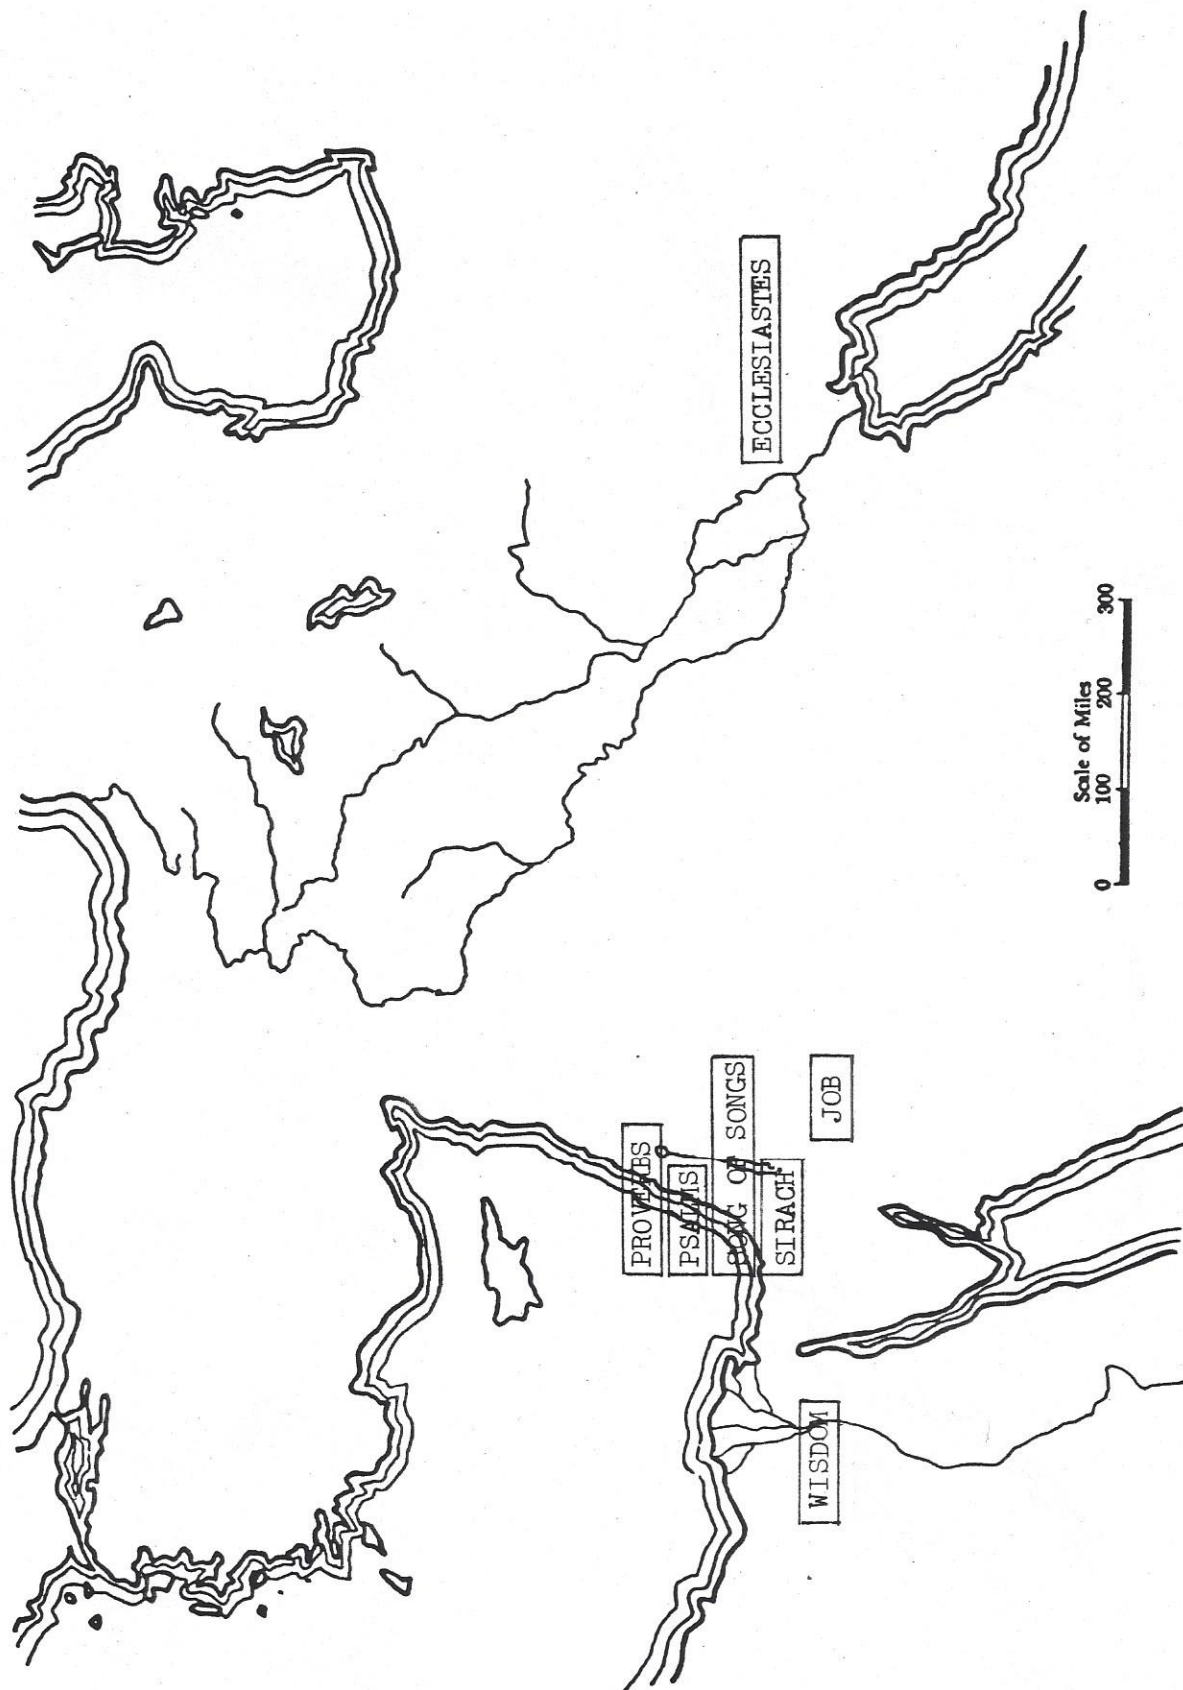 ECCLESIASTES
PROVERBS
PSALMS
SONG OF SONGS
SIRACH
JOB
WISDOM
Scale of Miles
0 100 200 300